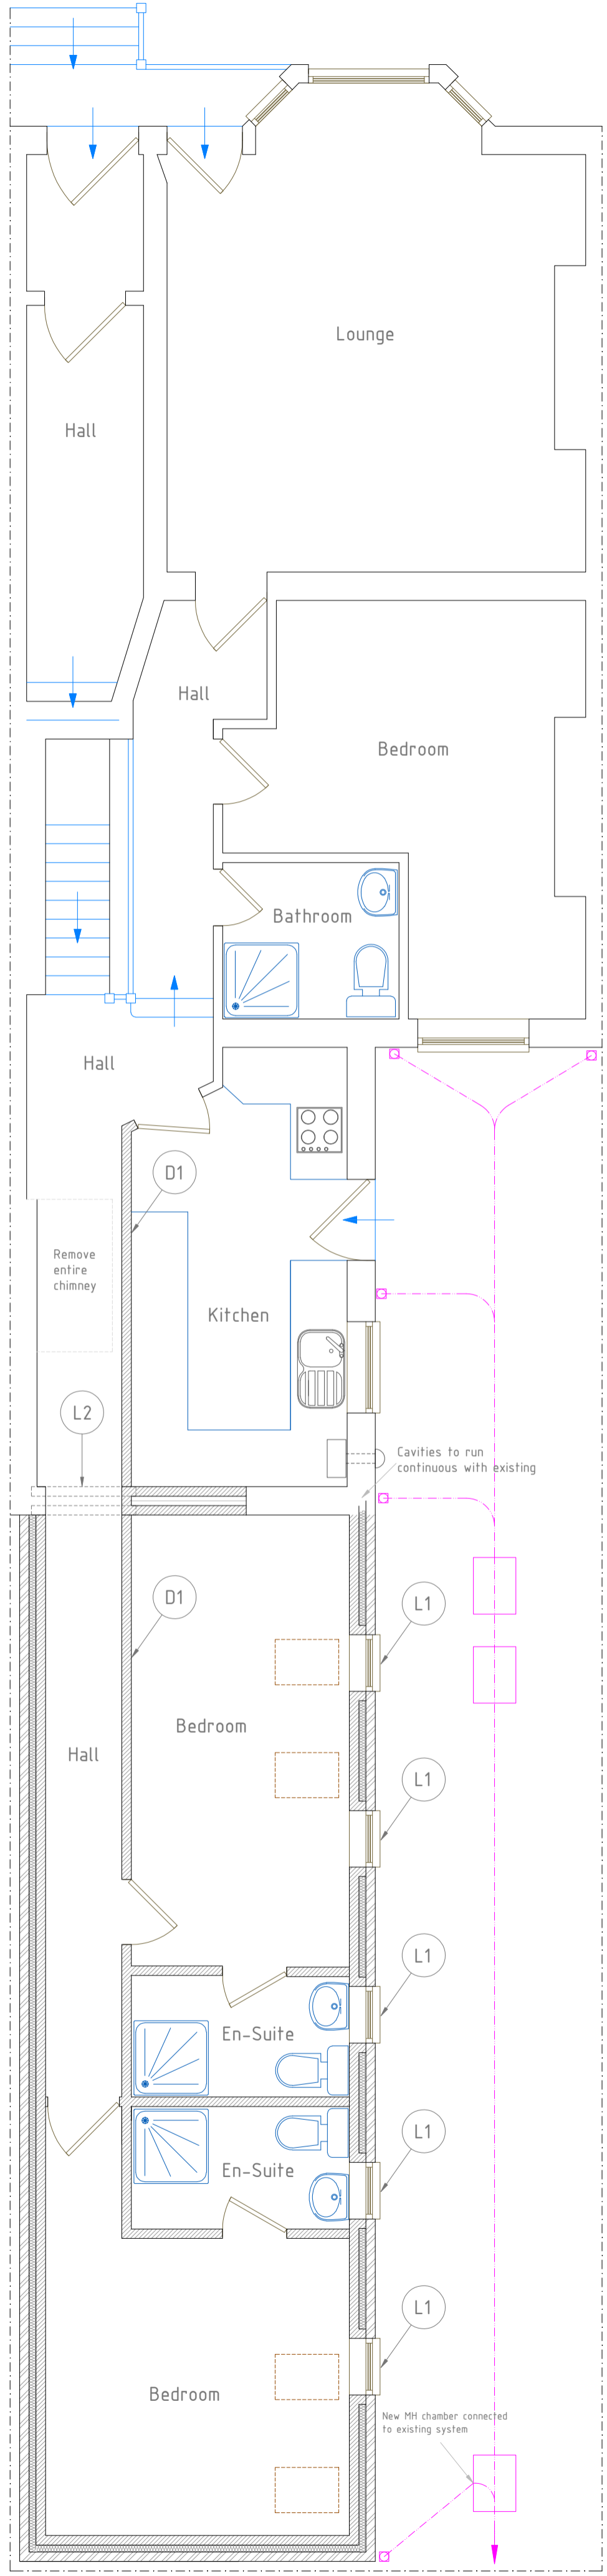 Lounge
Hall
Hall
Bedroom
Bathroom
Hall
D1
Remove
entire
chimney
Kitchen
L2
Cavities to run
continuous with existing
D1
L1
Bedroom
Hall
L1
L1
En-Suite
L1
En-Suite
L1
Bedroom
New MH chamber connected
to existing system